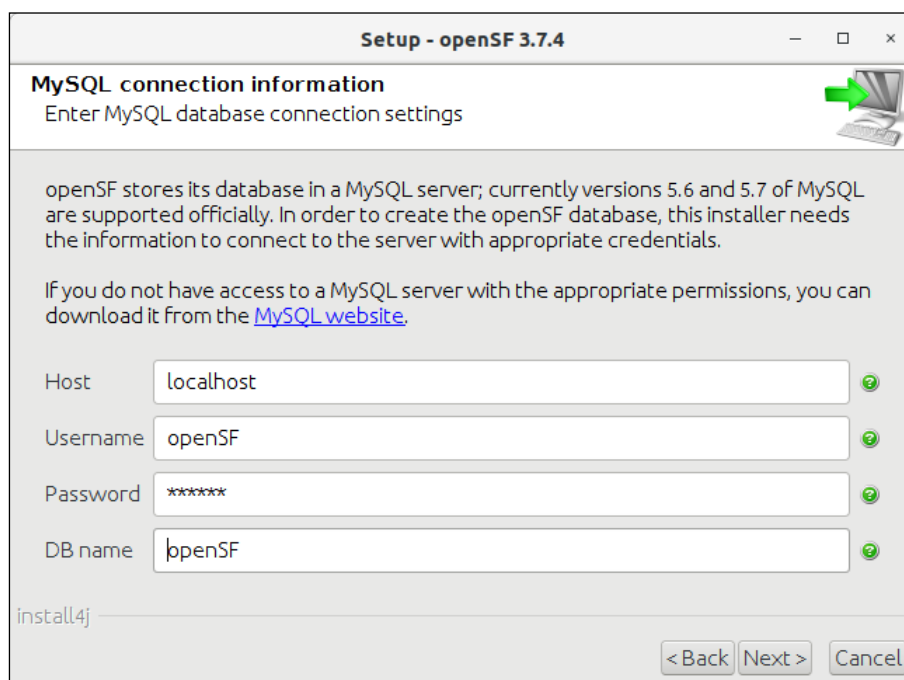 Setup - openSF 3.7.4
MySQL connection information
Enter MySQL database connection settings
openSF stores its database in a MySQL server; currently versions 5.6 and 5.7 of MySQL
are supported officially. In order to create the openSF database, this installer needs
the information to connect to the server with appropriate credentials.
If you do not have access to a MySQL server with the appropriate permissions, you can
download it from the MySQL website.
Host localhost
Username openSF
Password ******
DB name openSF
install4j
< Back Next > Cancel